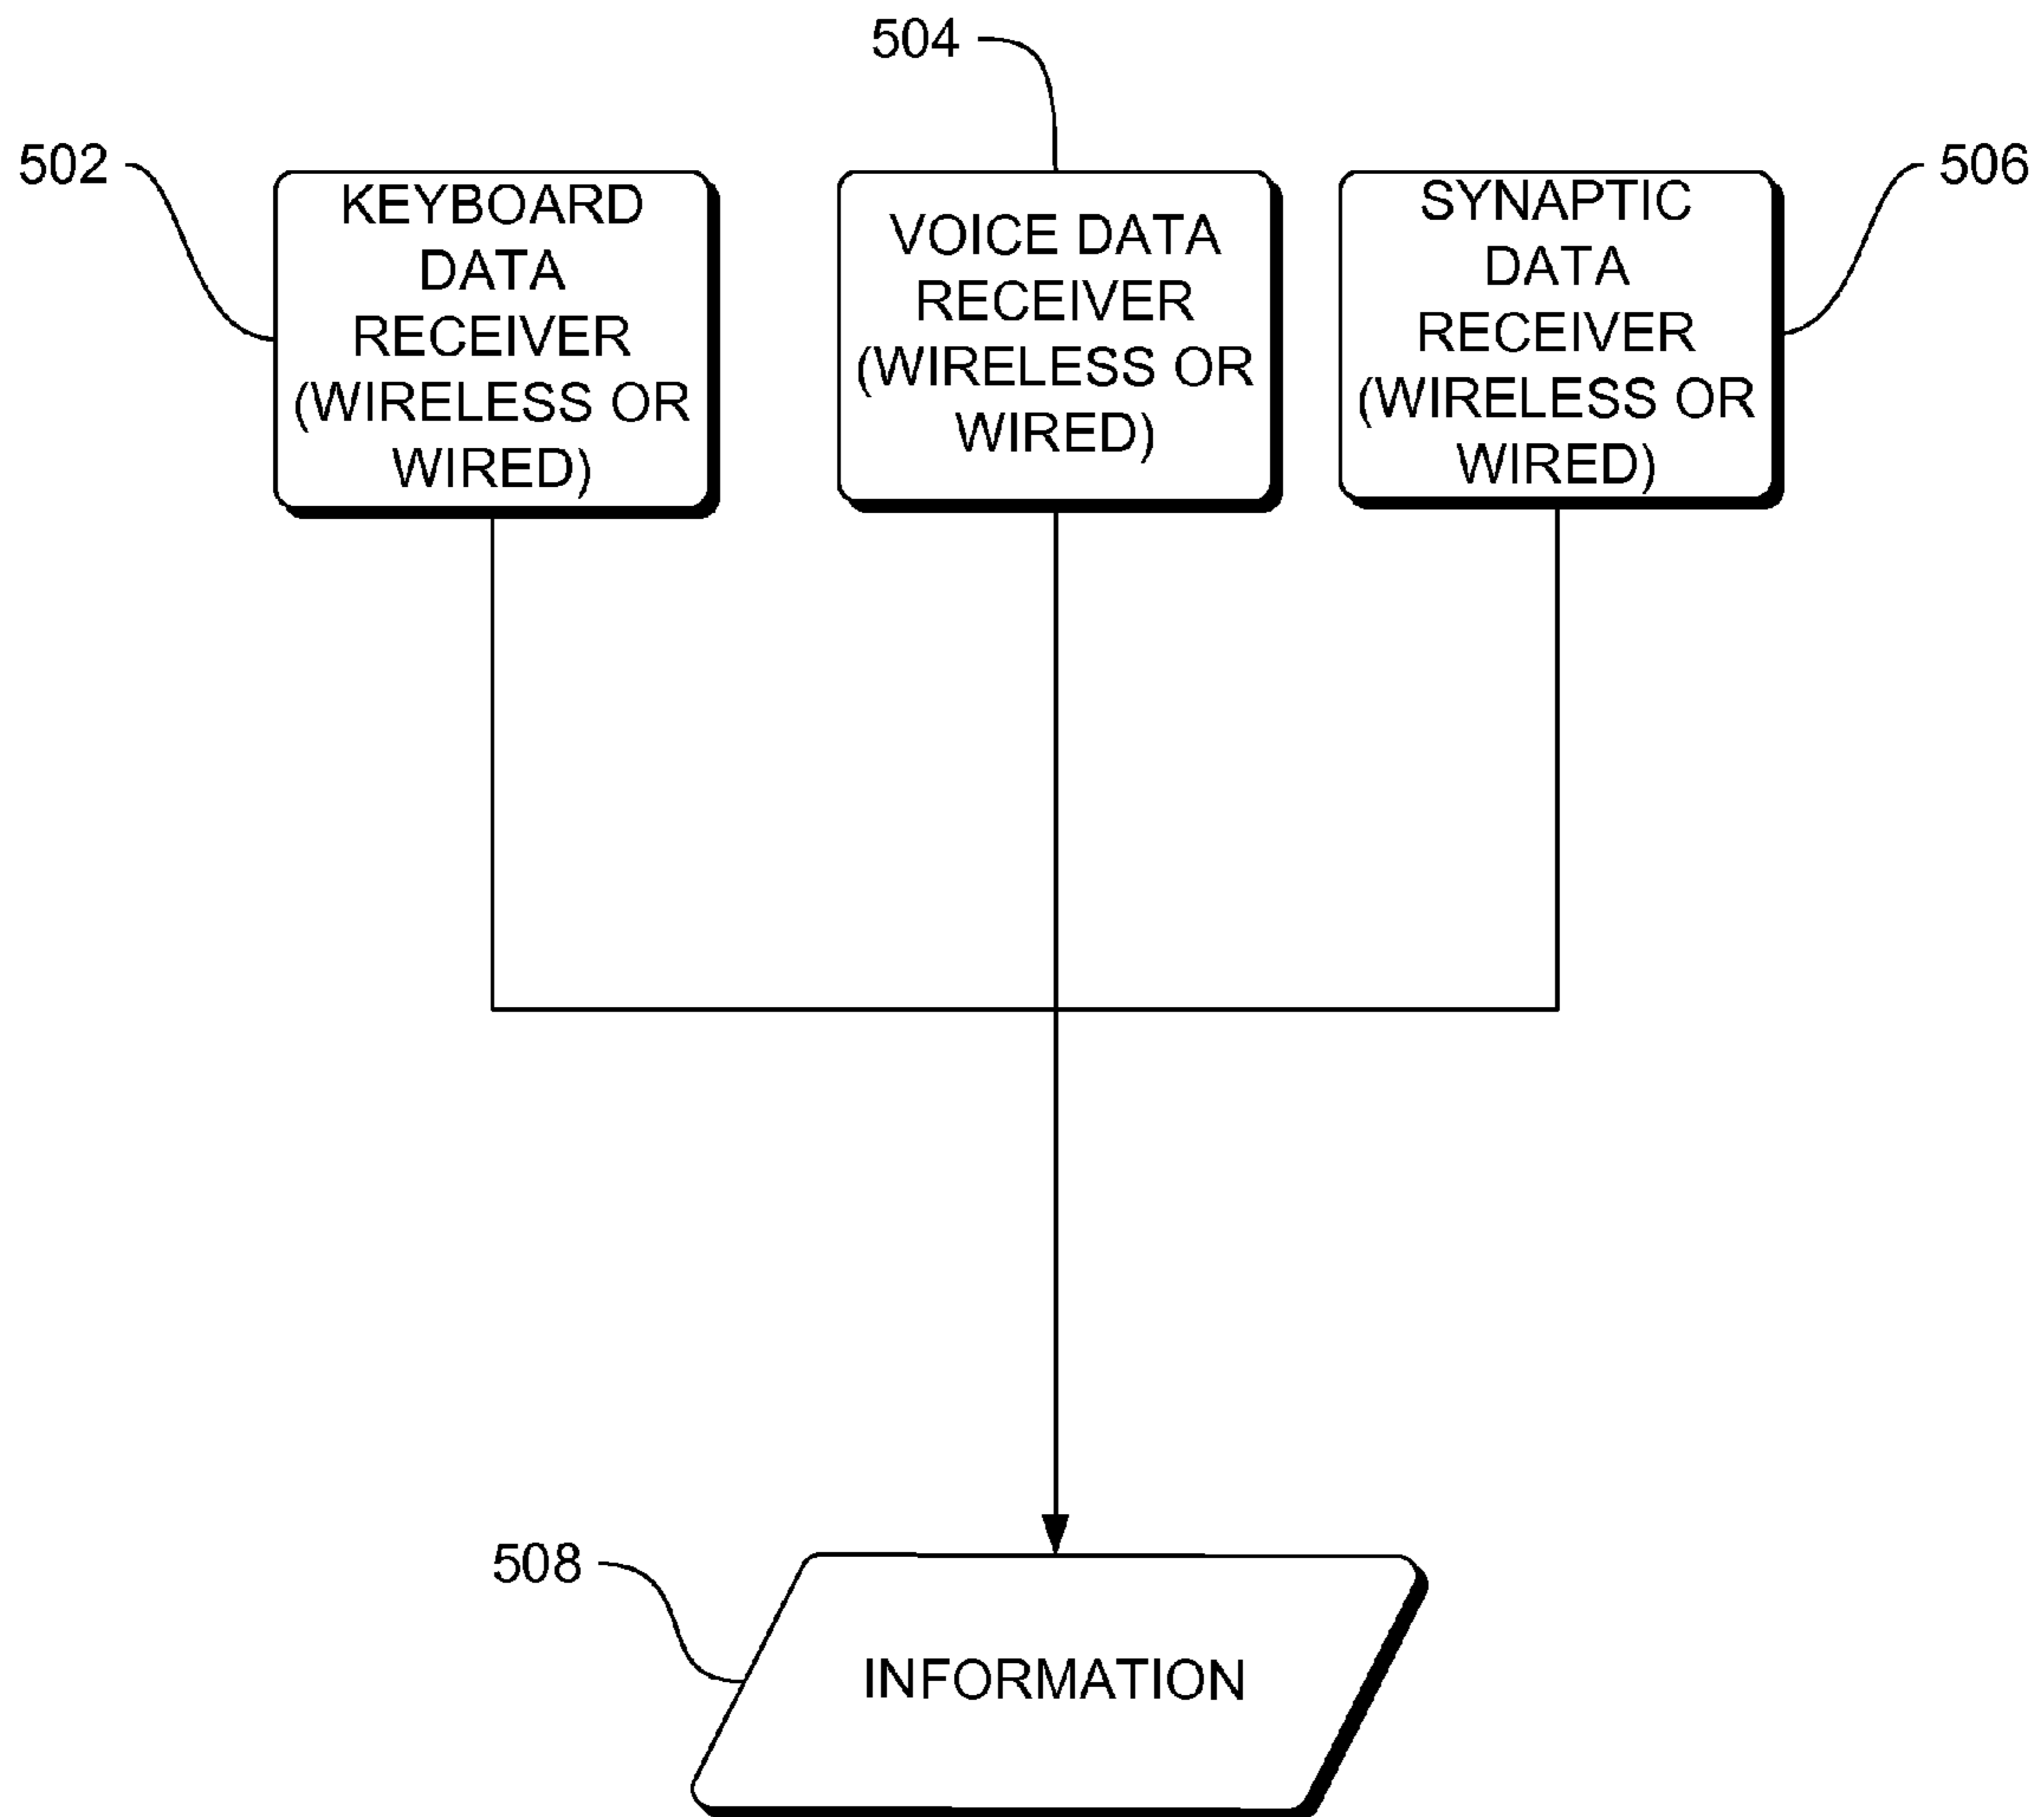 504
502
506
KEYBOARD
DATA
RECEIVER
(WIRELESS OR
WIRED)
VOICE DATA
RECEIVER
(WIRELESS OR
WIRED)
SYNAPTIC
DATA
RECEIVER
(WIRELESS OR
WIRED)
508
INFORMATION